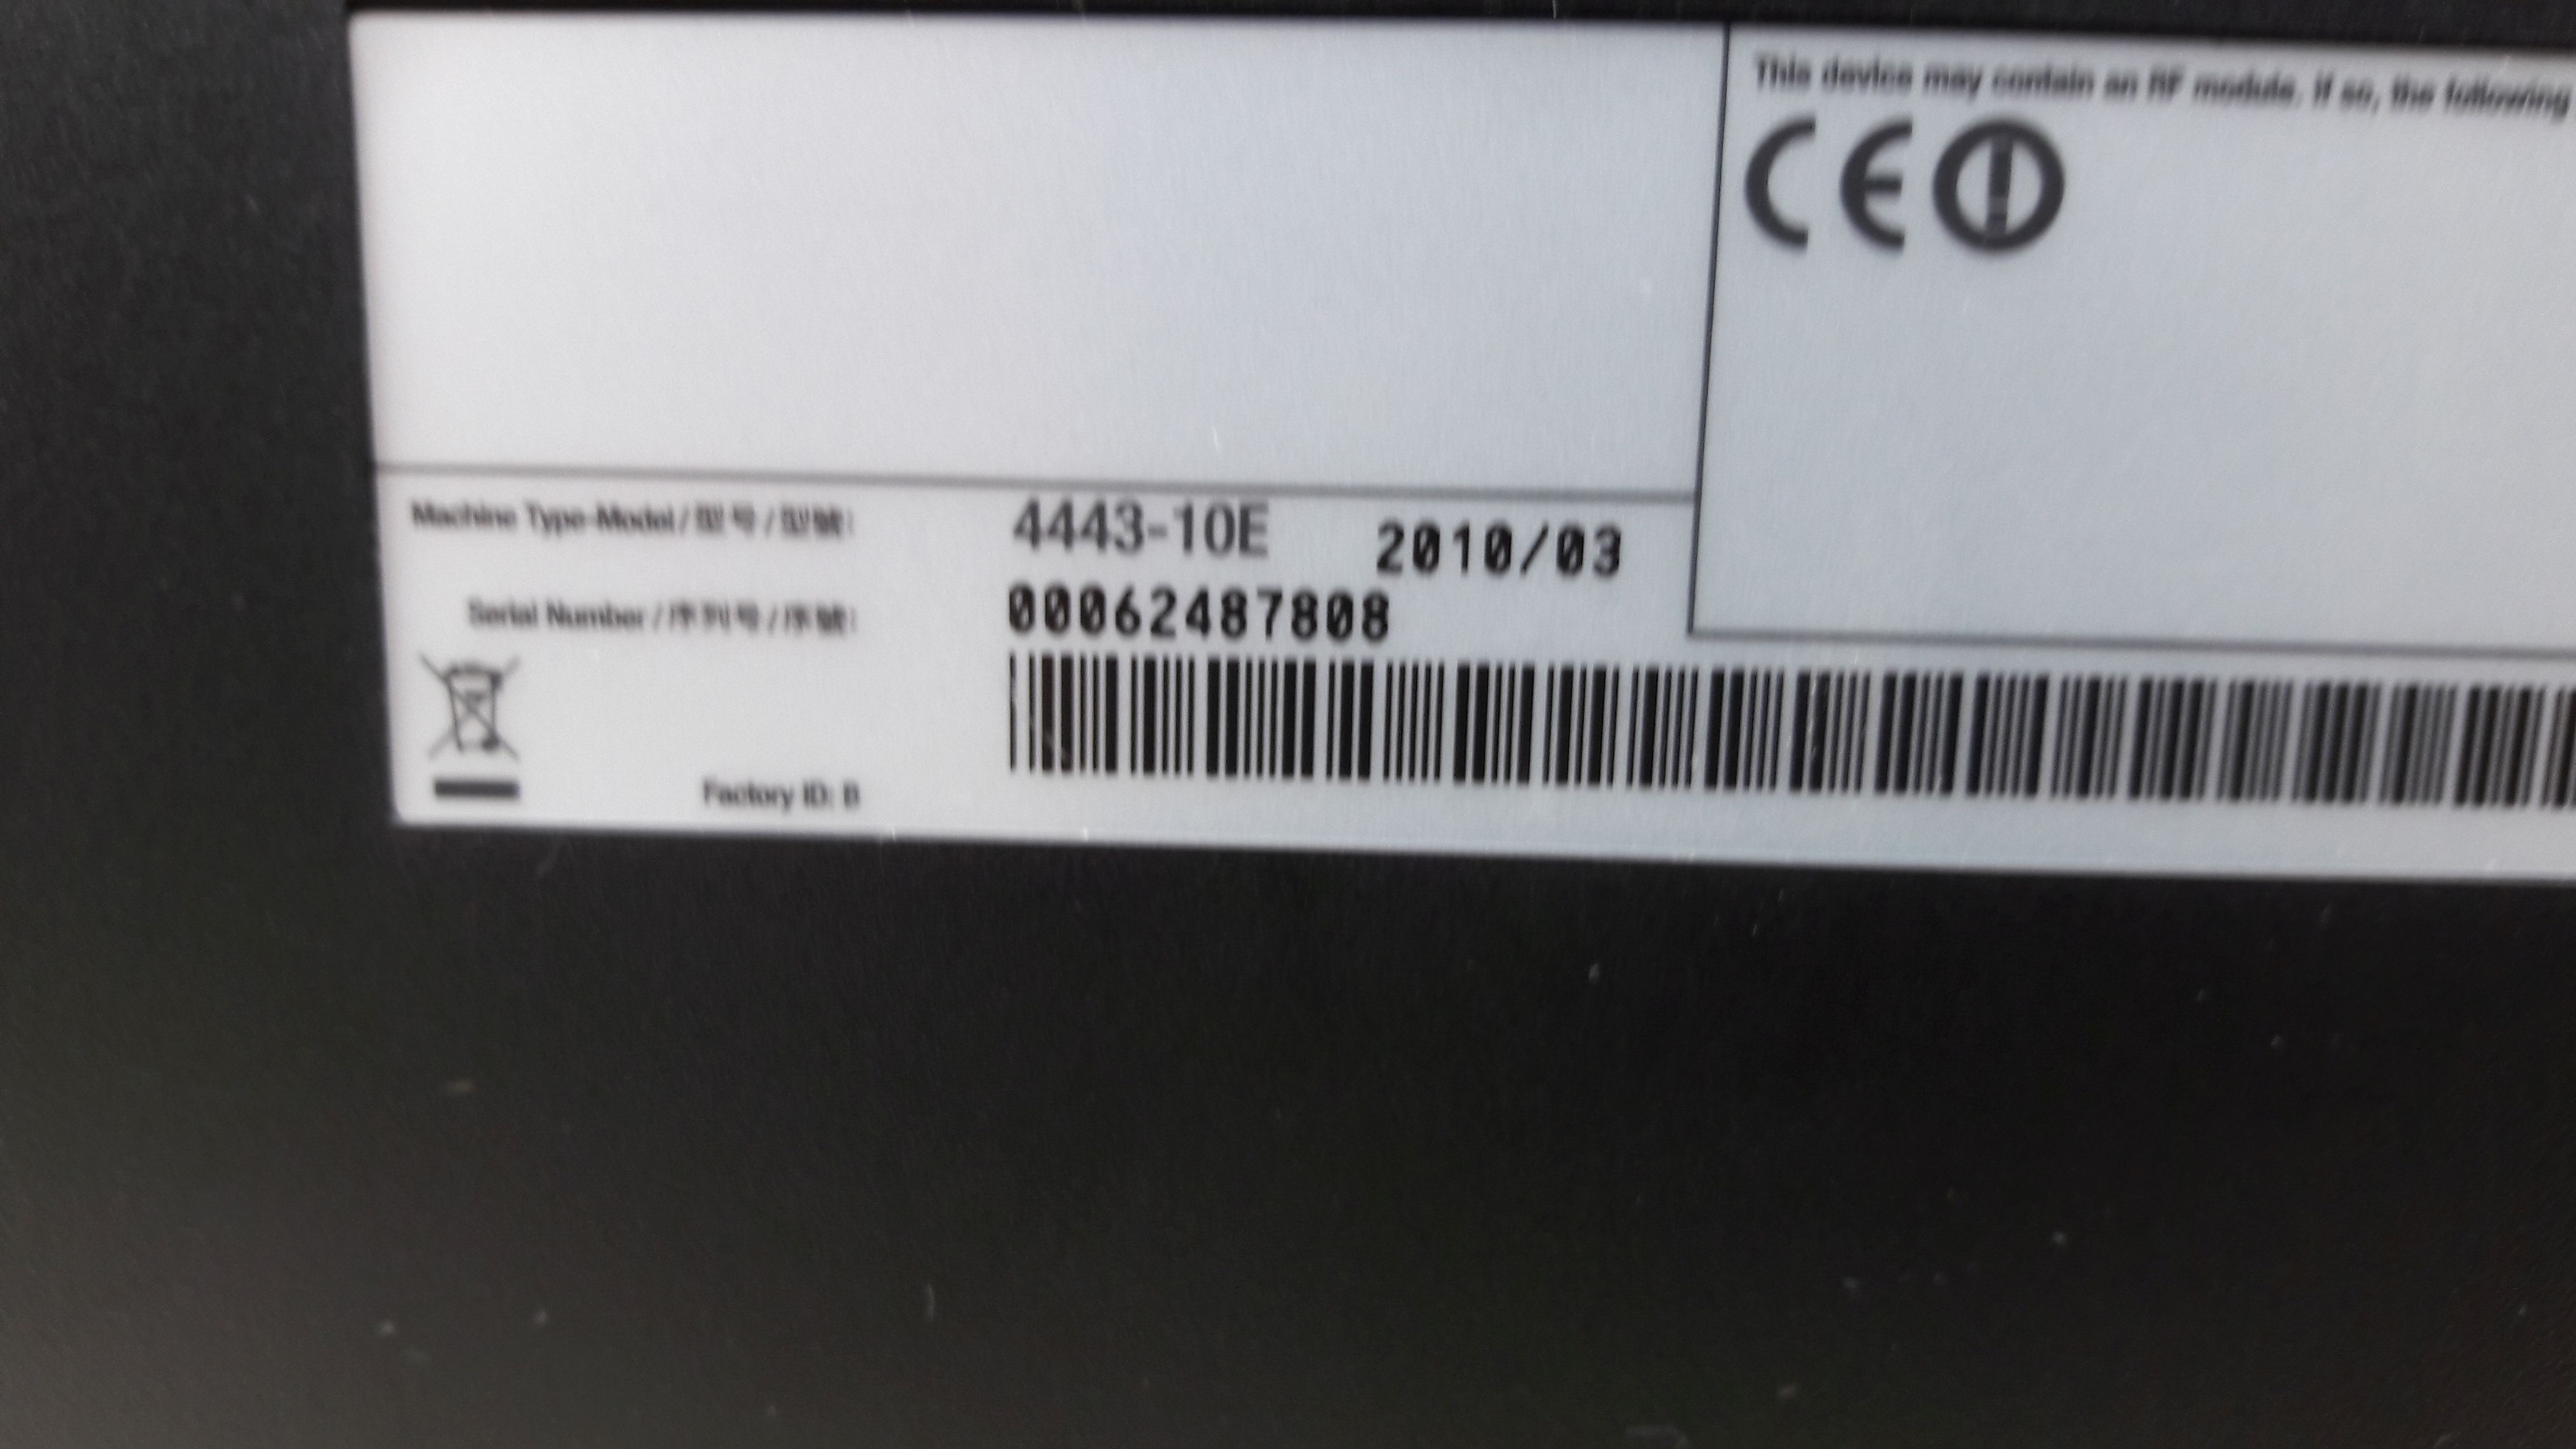 This device may contain an RF module. If so, the following
CE
Machine Type-Model / 型号 / 型號:
4443-10E
2010/03
Serial Number / 序列号 / 序號:
00062487808
Factory ID: B